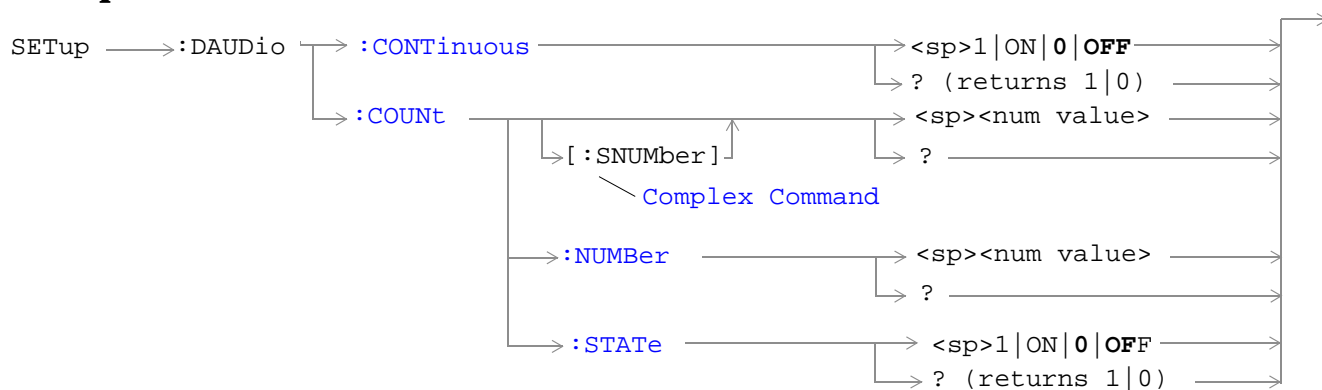 SETup :DAUDio :CONTinuous <sp>1|ON|0|OFF
? (returns 1|0)
:COUNt <sp><num value>
[:SNUMber] ?
Complex Command
:NUMBer <sp><num value>
?
:STATe <sp>1|ON|0|OFF
? (returns 1|0)